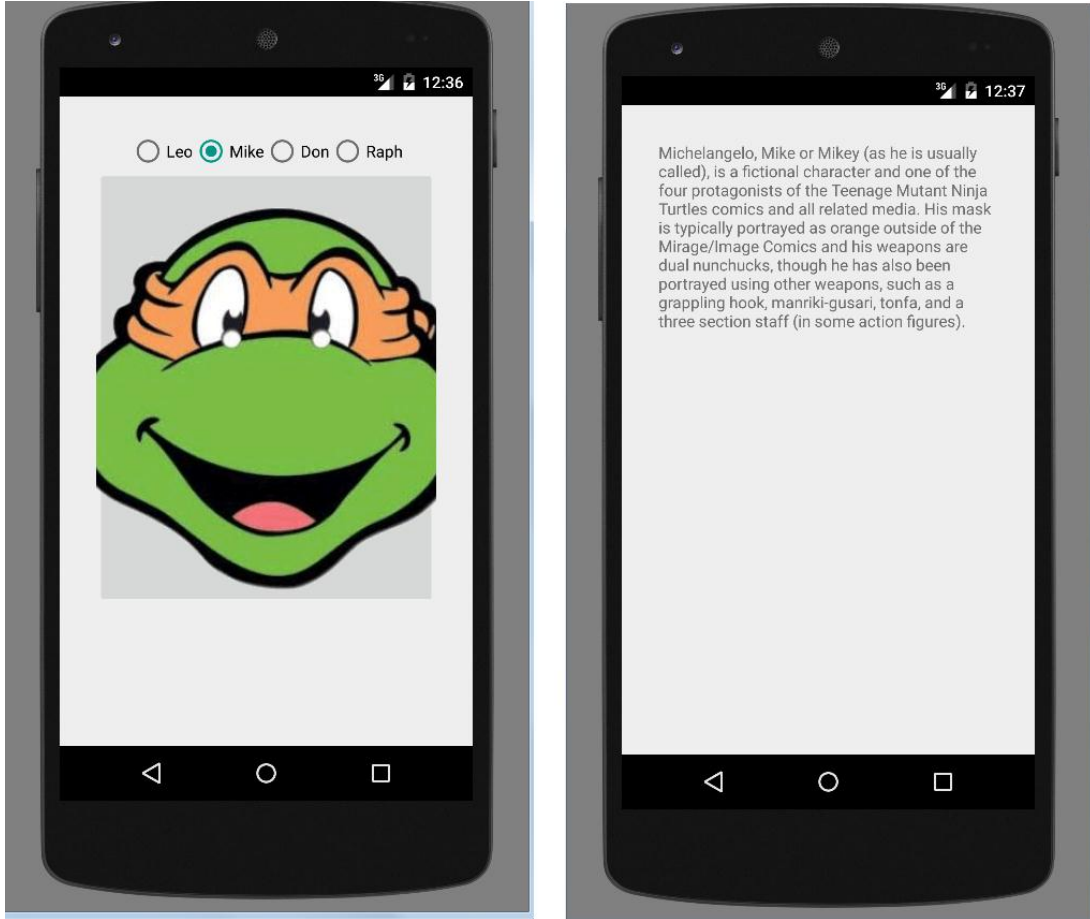 3G 12:36
Leo Mike Don Raph
3G 12:37
Michelangelo, Mike or Mikey (as he is usually
called), is a fictional character and one of the
four protagonists of the Teenage Mutant Ninja
Turtles comics and all related media. His mask
is typically portrayed as orange outside of the
Mirage/Image Comics and his weapons are
dual nunchucks, though he has also been
portrayed using other weapons, such as a
grappling hook, manriki-gusari, tonfa, and a
three section staff (in some action figures).